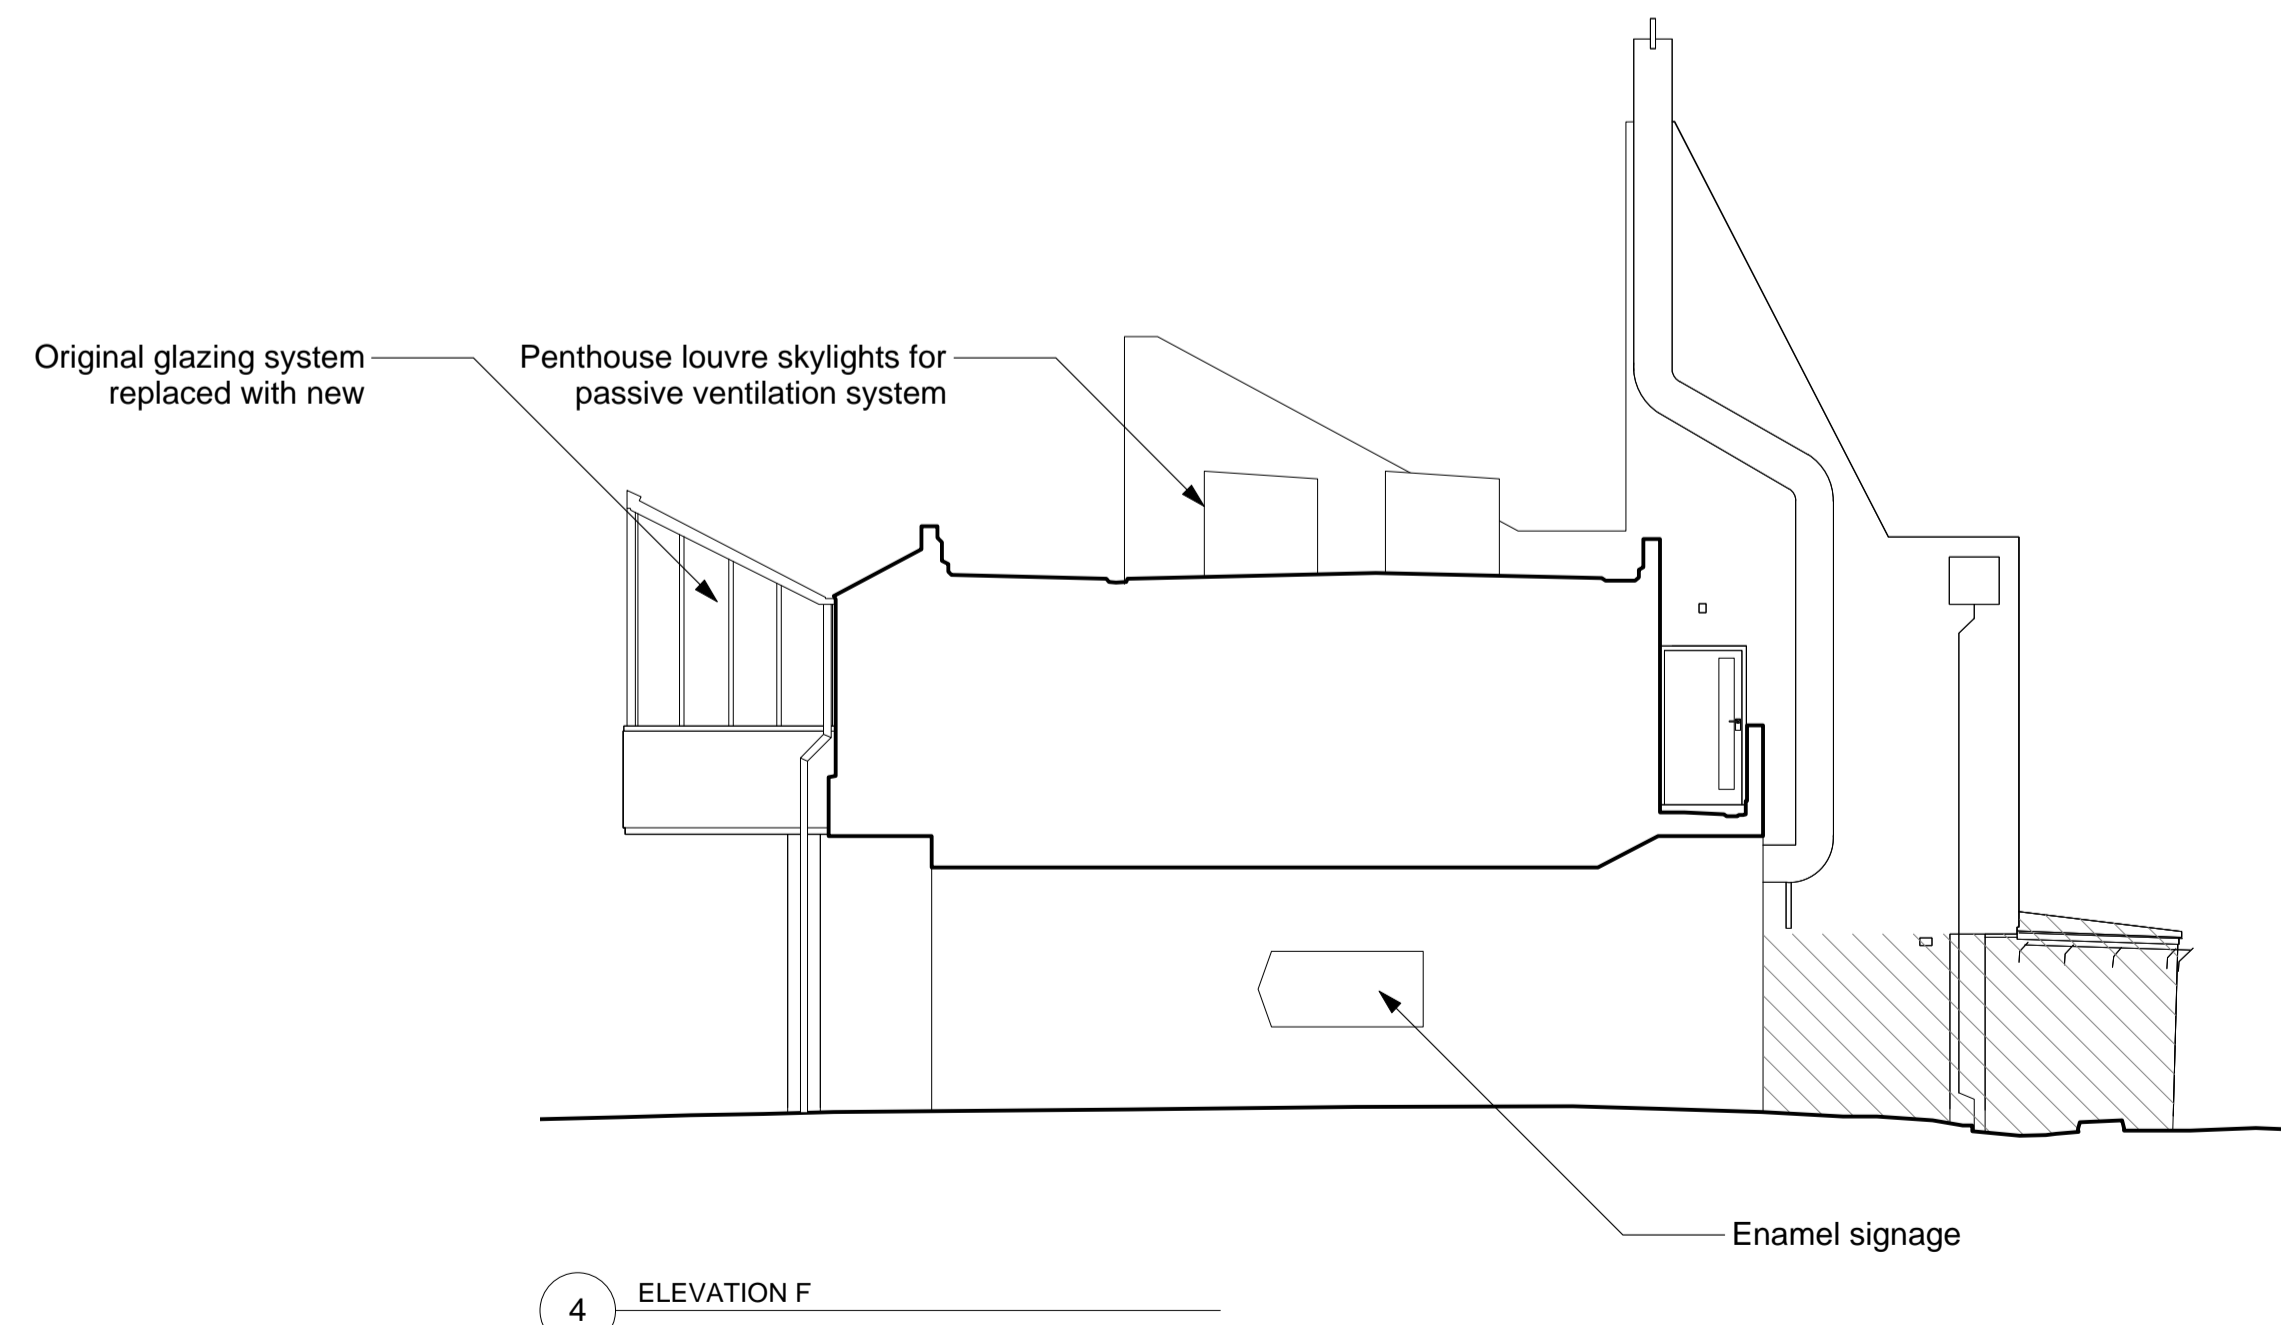 Original glazing system
replaced with new
Penthouse louvre skylights for
passive ventilation system
Enamel signage
4
ELEVATION F